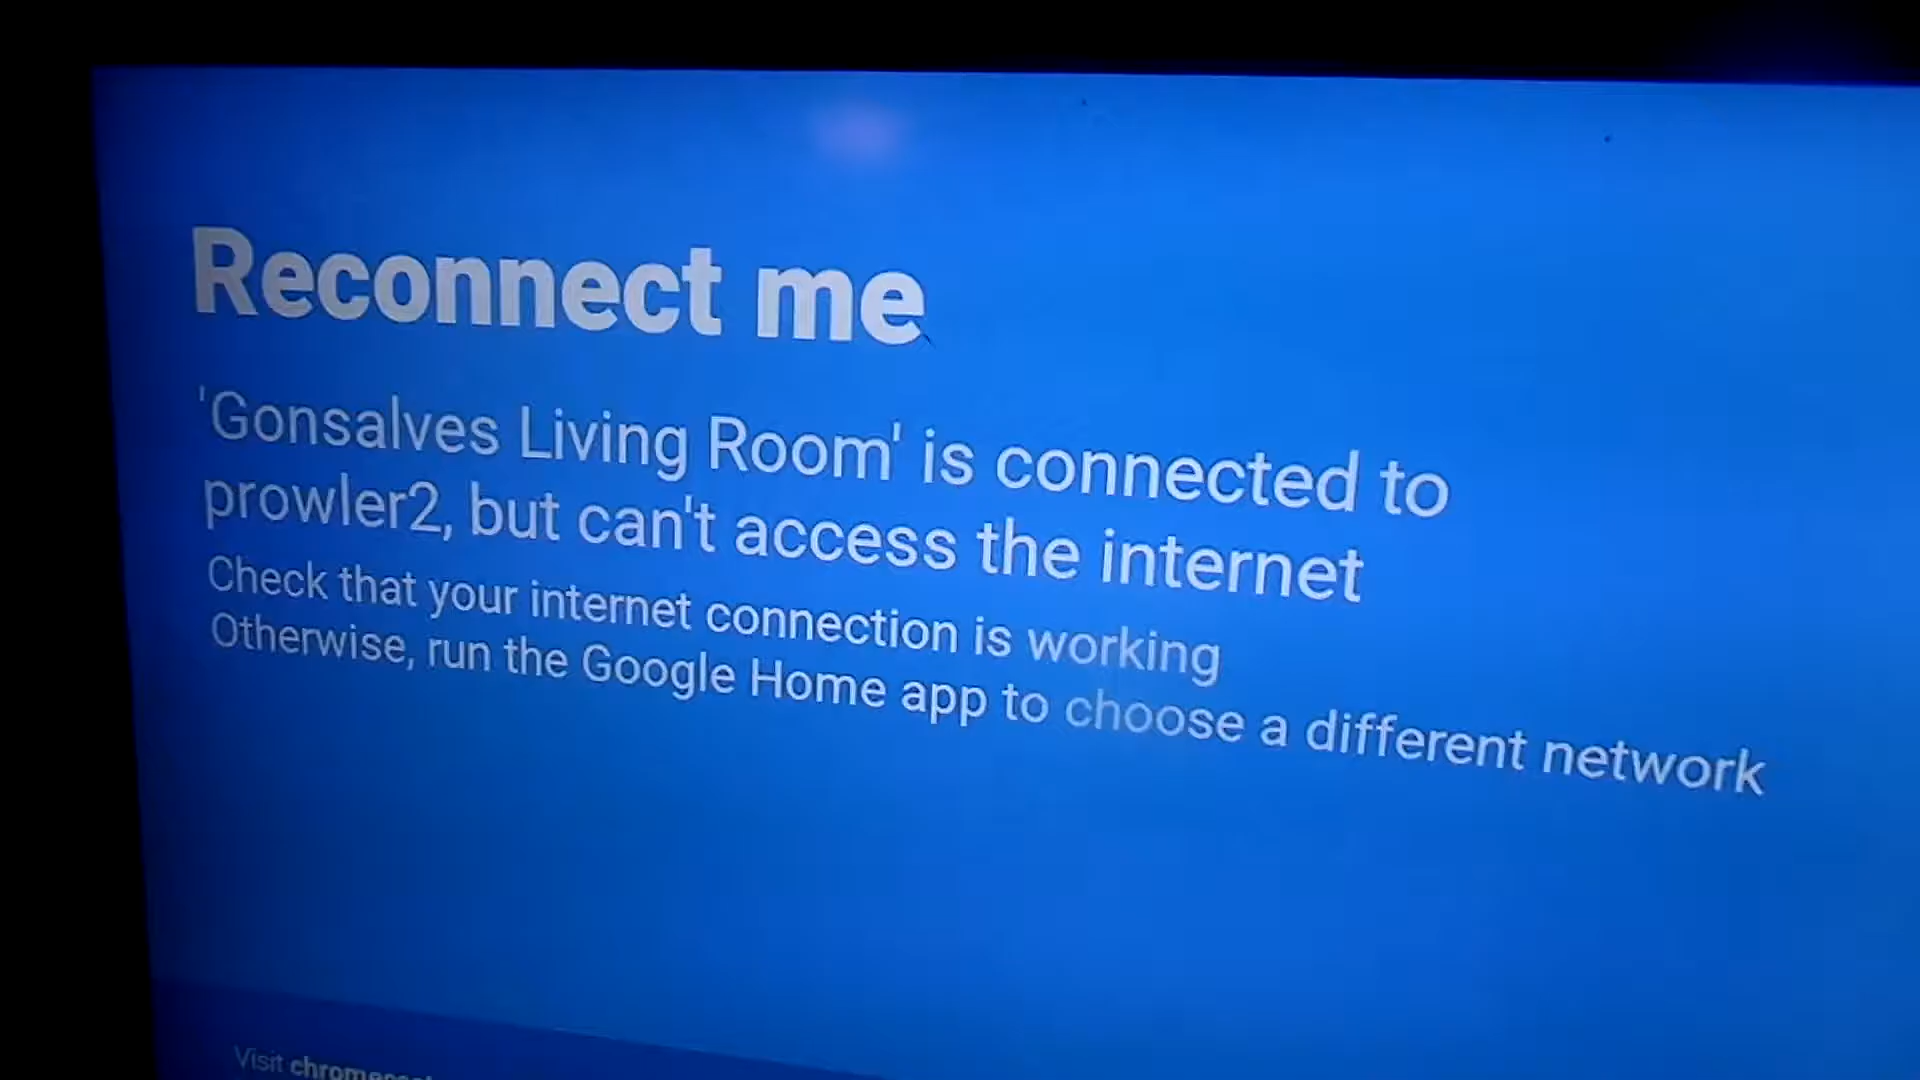 Reconnect me
'Gonsalves Living Room' is connected to
prowler2, but can't access the internet
Check that your internet connection is working
Otherwise, run the Google Home app to choose a different network
Visit